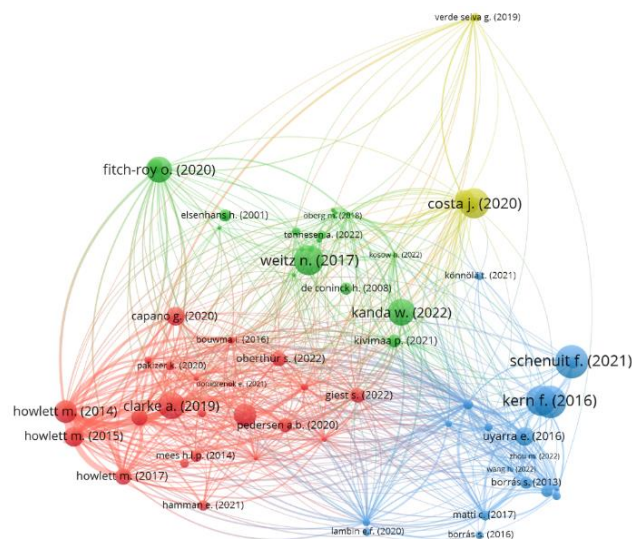 verde selva g. (2019)
fitch-roy o. (2020)
costa j. (2020)
elsenhans h. (2001)
öberg m. (2018)
tønnesen a. (2022)
kosow h. (2022)
weitz n. (2017)
könnölä t. (2021)
de coninck h. (2008)
capano g. (2020)
kanda w. (2022)
bouwma i. (2016)
kivimaa p. (2021)
oberthür s. (2022)
pakizer k. (2020)
schenuit f. (2021)
giest s. (2022)
clarke a. (2019)
kern f. (2016)
howlett m. (2014)
pedersen a.b. (2020)
howlett m. (2015)
uyarra e. (2016)
mees h.l.p. (2014)
zhou n. (2022)
wang h. (2022)
howlett m. (2017)
borrás s. (2013)
hamman e. (2021)
matti c. (2017)
lambin e.f. (2020)
borrás s. (2016)